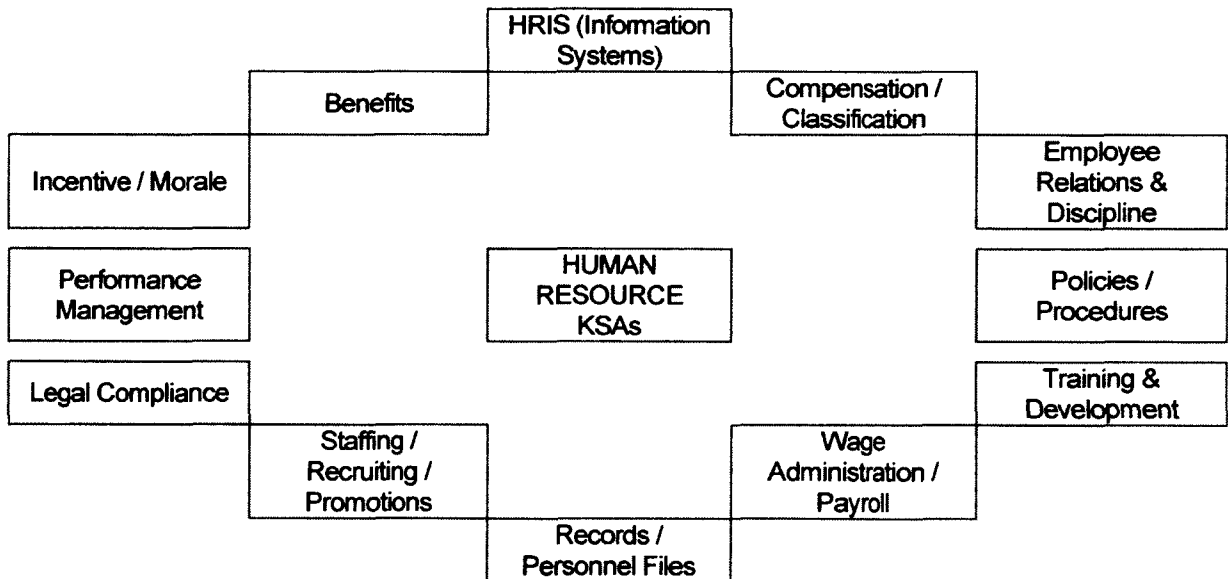 HRIS (Information
Systems)
Benefits
Compensation /
Classification
Incentive / Morale
Employee
Relations &
Discipline
Performance
Management
HUMAN
RESOURCE
KSAs
Policies /
Procedures
Legal Compliance
Training &
Development
Staffing /
Recruiting /
Promotions
Wage
Administration /
Payroll
Records /
Personnel Files